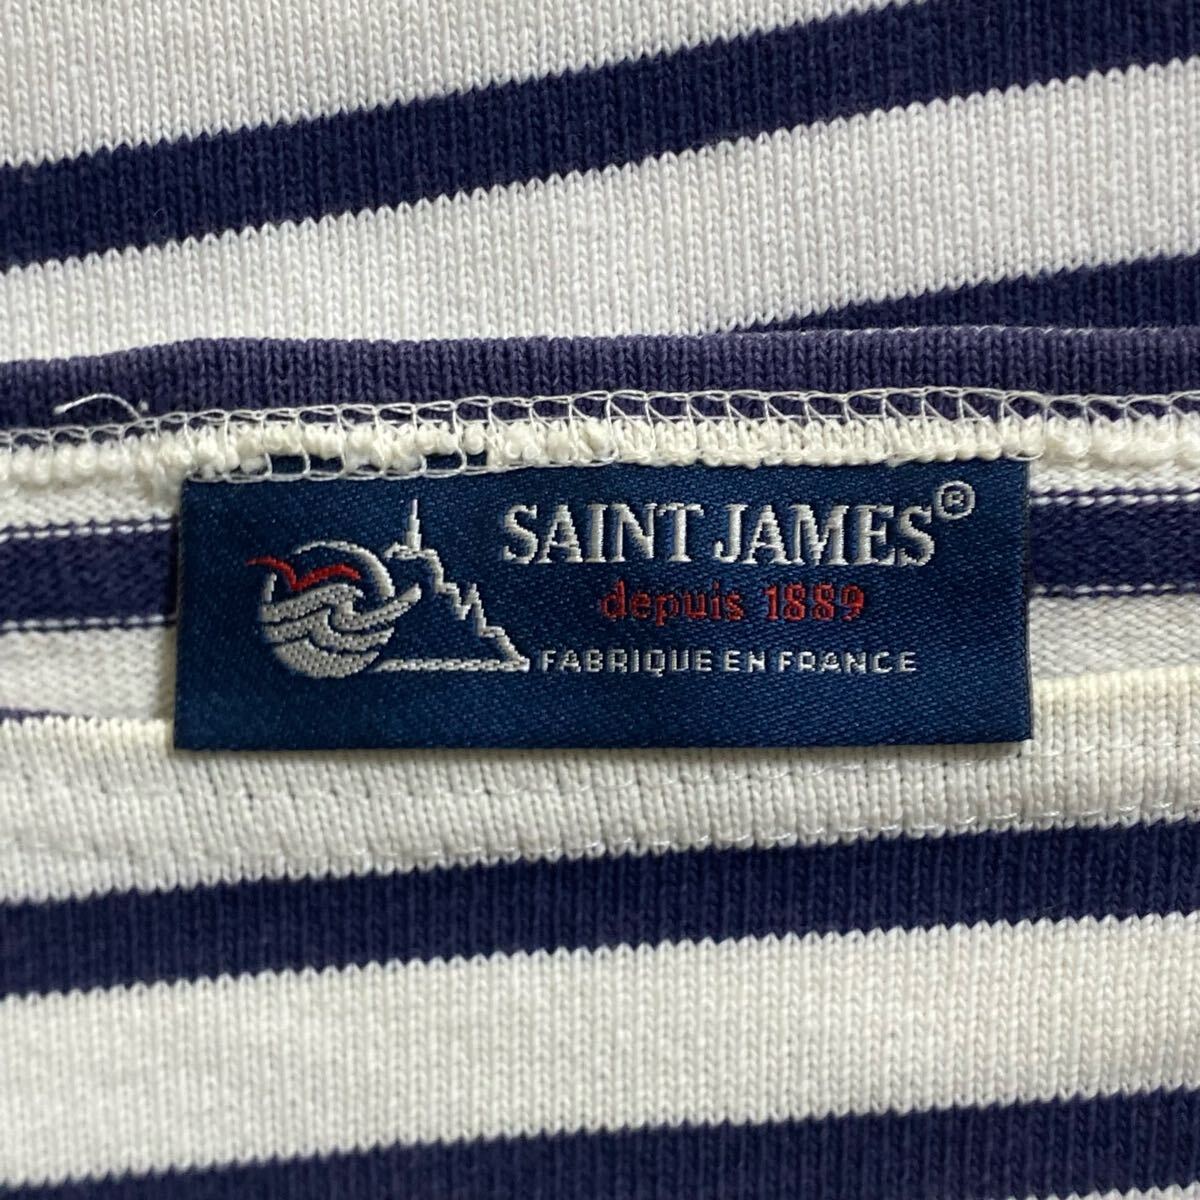 SAINT JAMES®
depuis 1889
FABRIQUE EN FRANCE